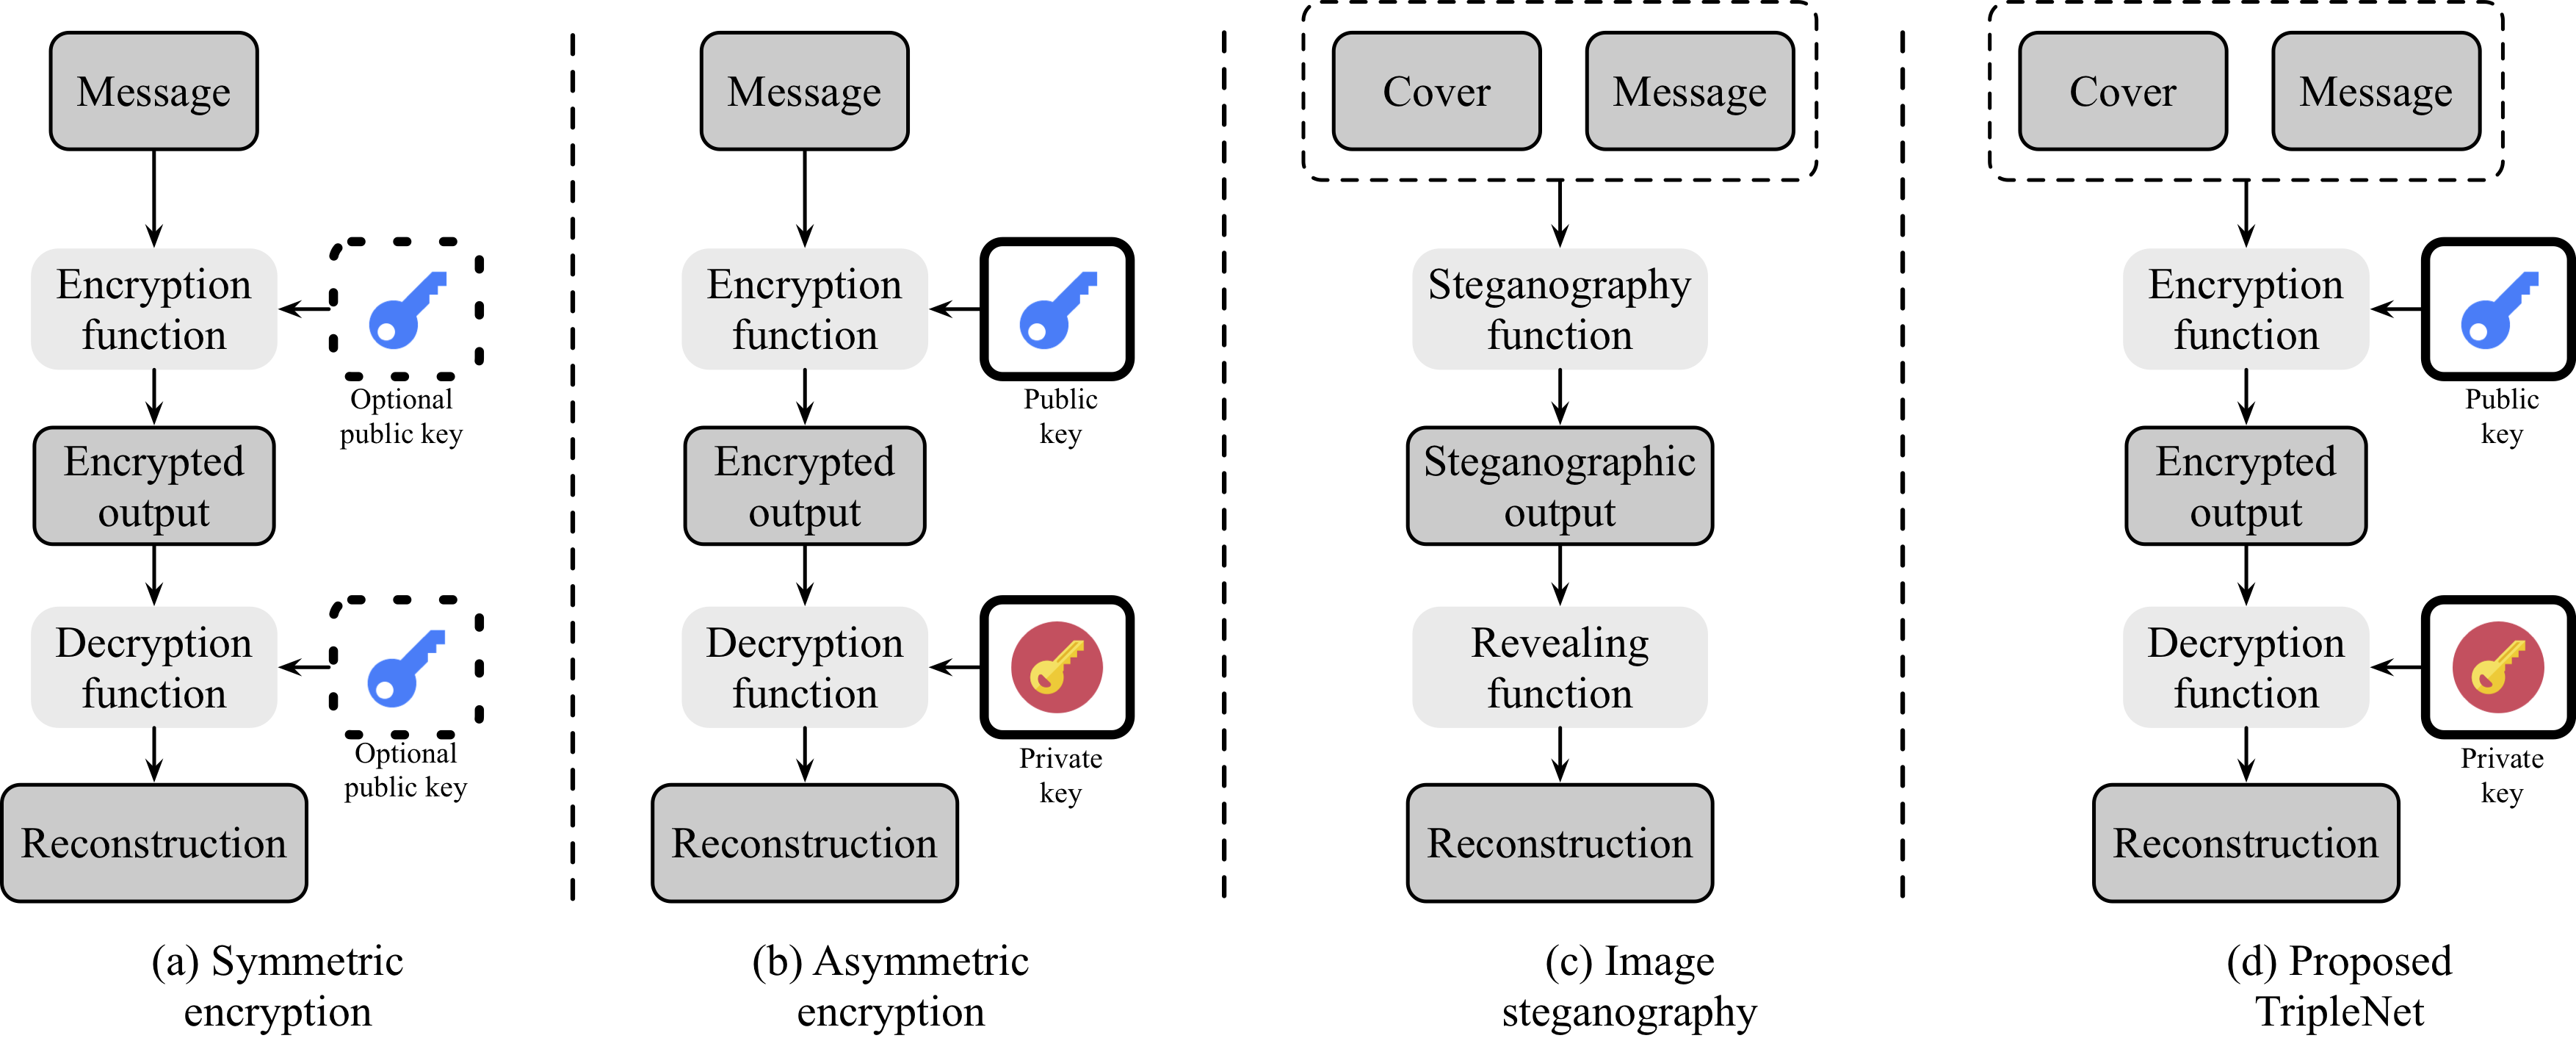 Message
Encryption
function
Optional
public key
Encrypted
output
Decryption
function
Optional
public key
Reconstruction
(a) Symmetric
encryption
Message
Encryption
function
Public
key
Encrypted
output
Decryption
function
Private
key
Reconstruction
(b) Asymmetric
encryption
Cover
Message
Steganography
function
Steganographic
output
Revealing
function
Reconstruction
(c) Image
steganography
Cover
Message
Encryption
function
Public
key
Encrypted
output
Decryption
function
Private
key
Reconstruction
(d) Proposed
TripleNet